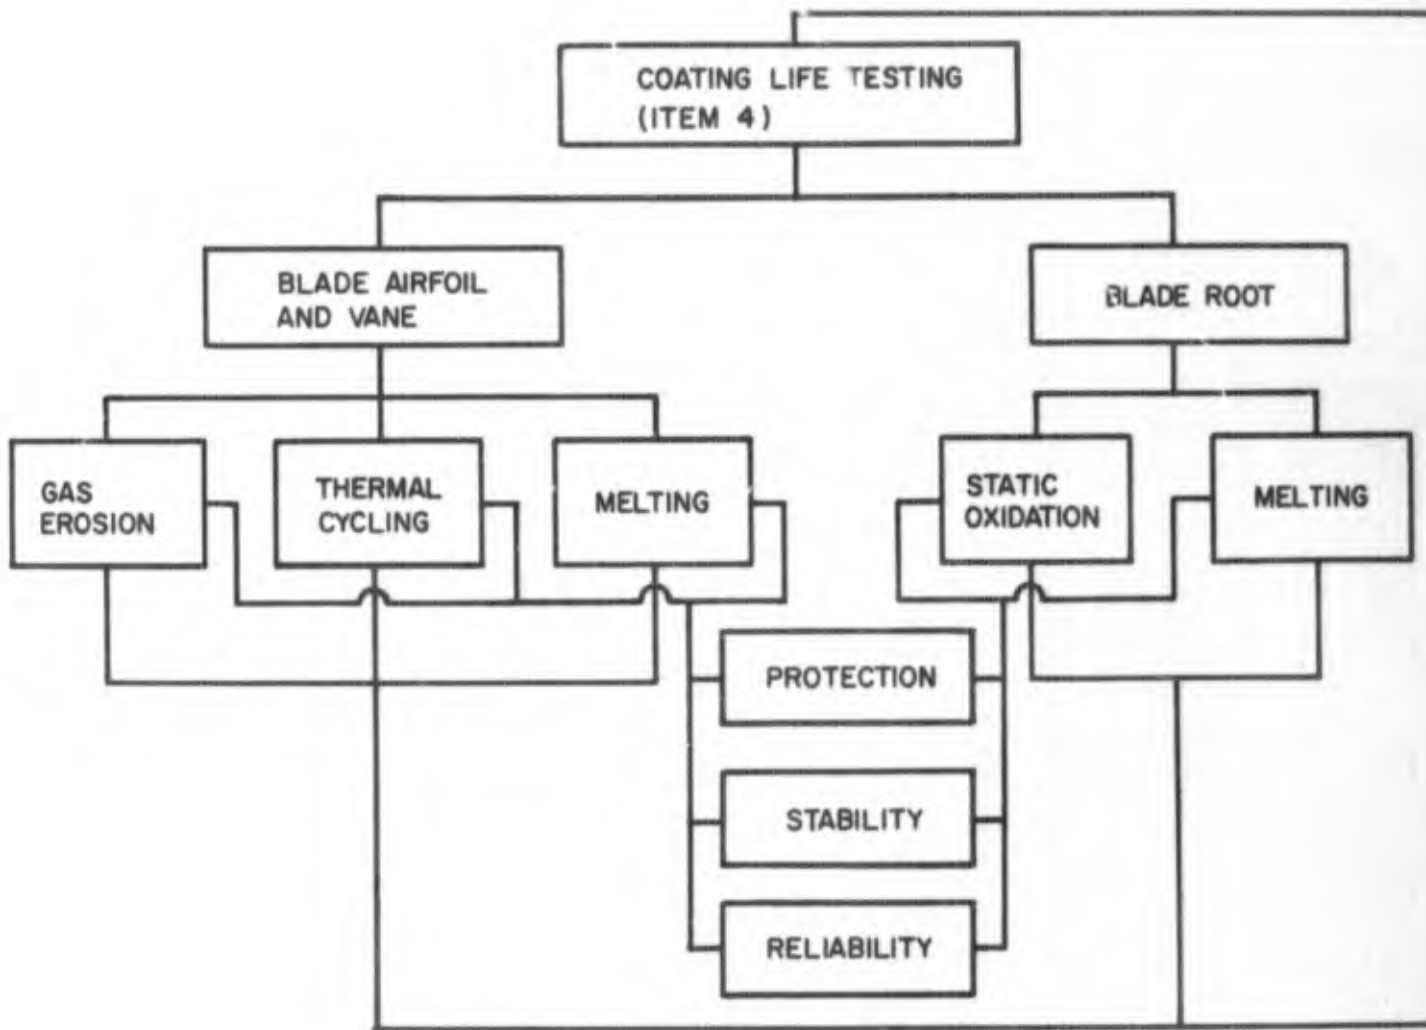 COATING LIFE TESTING
(ITEM 4)
BLADE AIRFOIL
AND VANE
BLADE ROOT
GAS
EROSION
THERMAL
CYCLING
MELTING
STATIC
OXIDATION
MELTING
PROTECTION
STABILITY
RELIABILITY